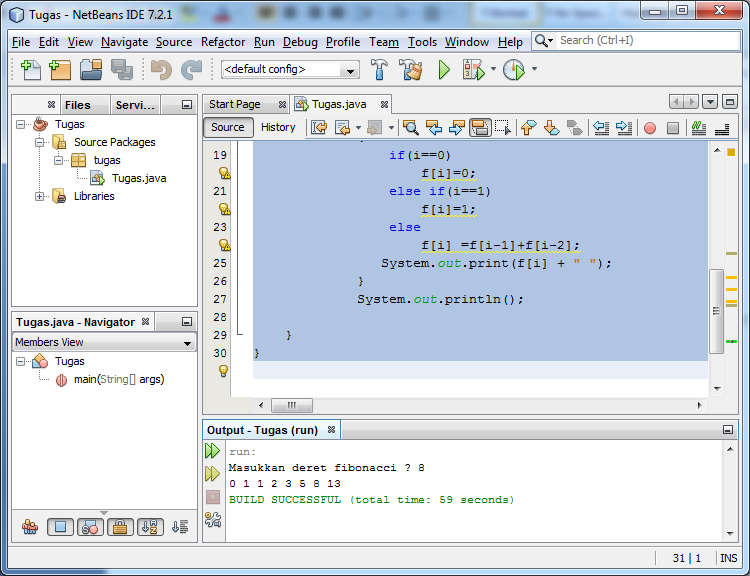 Tugas - NetBeans IDE 7.2.1
File Edit View Navigate Source Refactor Run Debug Profile Team Tools Window Help Search (Ctrl+I)
<default config>
Files Servi...
Tugas
Source Packages
tugas
Tugas.java
Libraries
Start Page Tugas.java
Source History
19 if(i==0)
f[i]=0;
21 else if(i==1)
f[i]=1;
23 else
f[i] =f[i-1]+f[i-2];
25 System.out.print(f[i] + " ");
26 }
27 System.out.println();
28
29 }
30 }
Tugas.java - Navigator
Members View
Tugas
main(String[] args)
Output - Tugas (run)
run:
Masukkan deret fibonacci ? 8
0 1 1 2 3 5 8 13
BUILD SUCCESSFUL (total time: 59 seconds)
31 | 1 INS